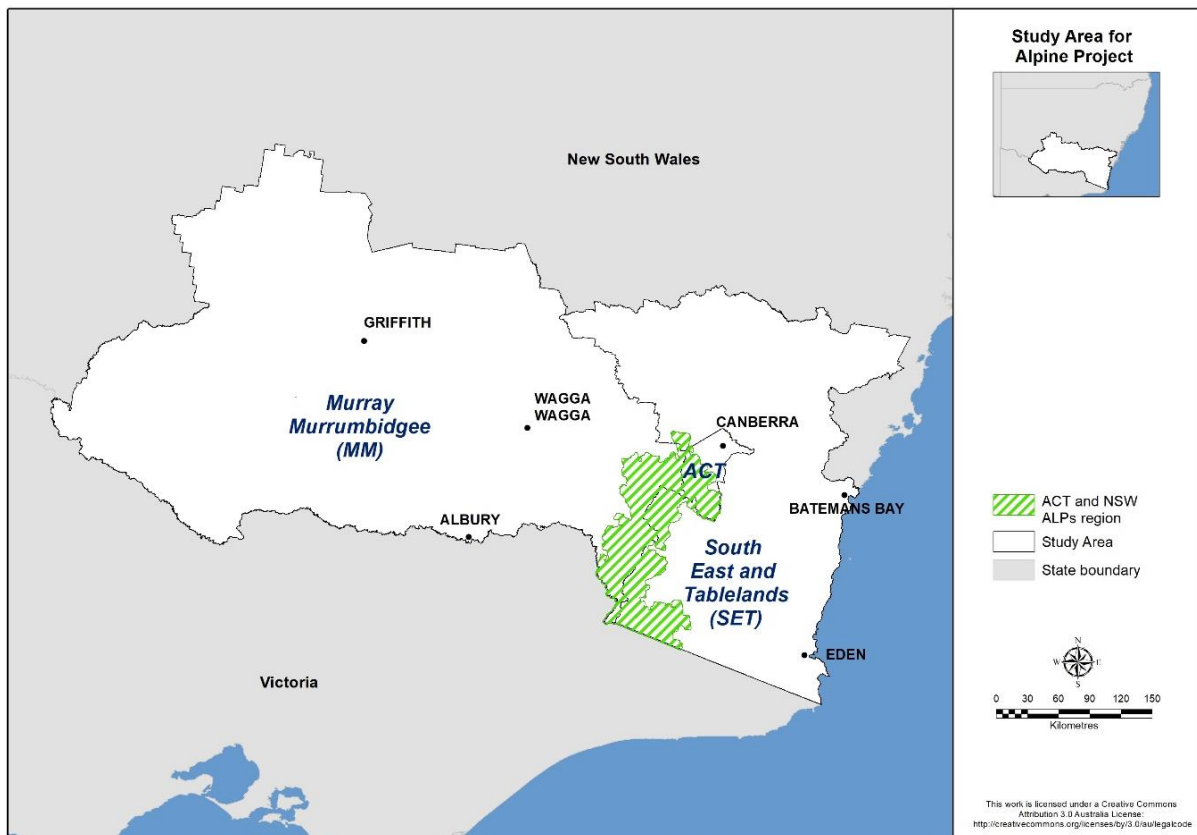 Study Area for
Alpine Project
New South Wales
GRIFFITH
Murray
Murrumbidgee
(MM)
WAGGA
WAGGA
CANBERRA
ACT
BATEMANS BAY
ALBURY
South
East and
Tablelands
(SET)
EDEN
Victoria
ACT and NSW
ALPs region
Study Area
State boundary
N
W E
S
0 30 60 90 120 150
Kilometres
This work is licensed under a Creative Commons
Attribution 3.0 Australia License:
http://creativecommons.org/licenses/by/3.0/au/legalcode